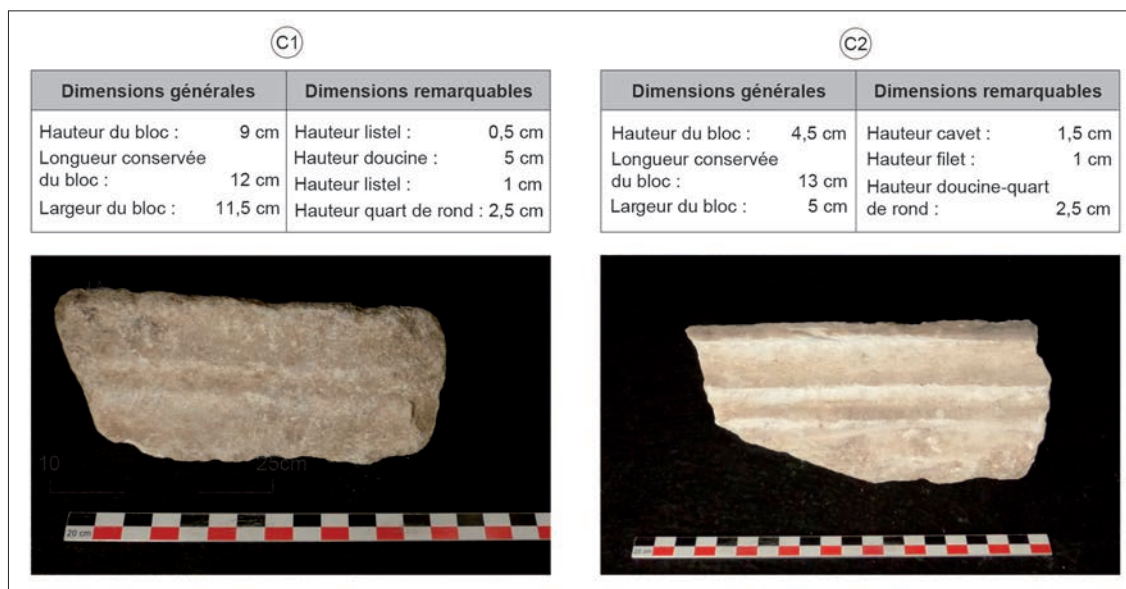 C1
Dimensions générales
Dimensions remarquables
Hauteur du bloc : 9 cm
Longueur conservée
du bloc : 12 cm
Largeur du bloc : 11,5 cm
Hauteur listel : 0,5 cm
Hauteur doucine : 5 cm
Hauteur listel : 1 cm
Hauteur quart de rond : 2,5 cm
10 25cm
20 cm
C2
Dimensions générales
Dimensions remarquables
Hauteur du bloc : 4,5 cm
Longueur conservée
du bloc : 13 cm
Largeur du bloc : 5 cm
Hauteur cavet : 1,5 cm
Hauteur filet : 1 cm
Hauteur doucine-quart
de rond : 2,5 cm
20 cm